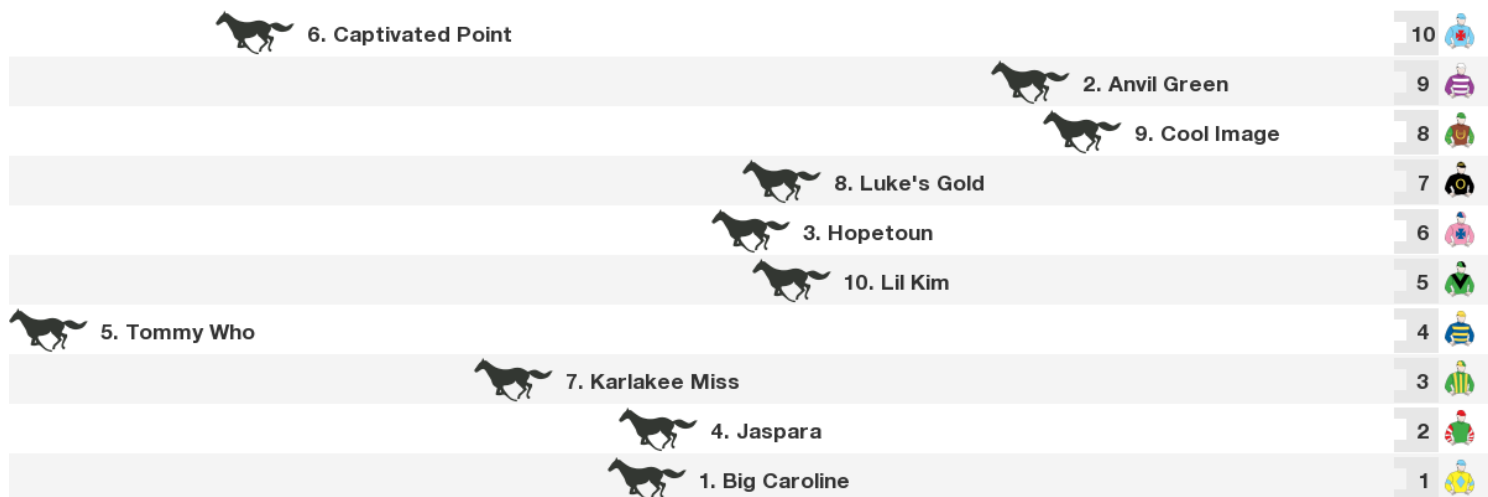 6. Captivated Point 10
2. Anvil Green 9
9. Cool Image 8
8. Luke's Gold 7
3. Hopetoun 6
10. Lil Kim 5
5. Tommy Who 4
7. Karlakee Miss 3
4. Jaspara 2
1. Big Caroline 1